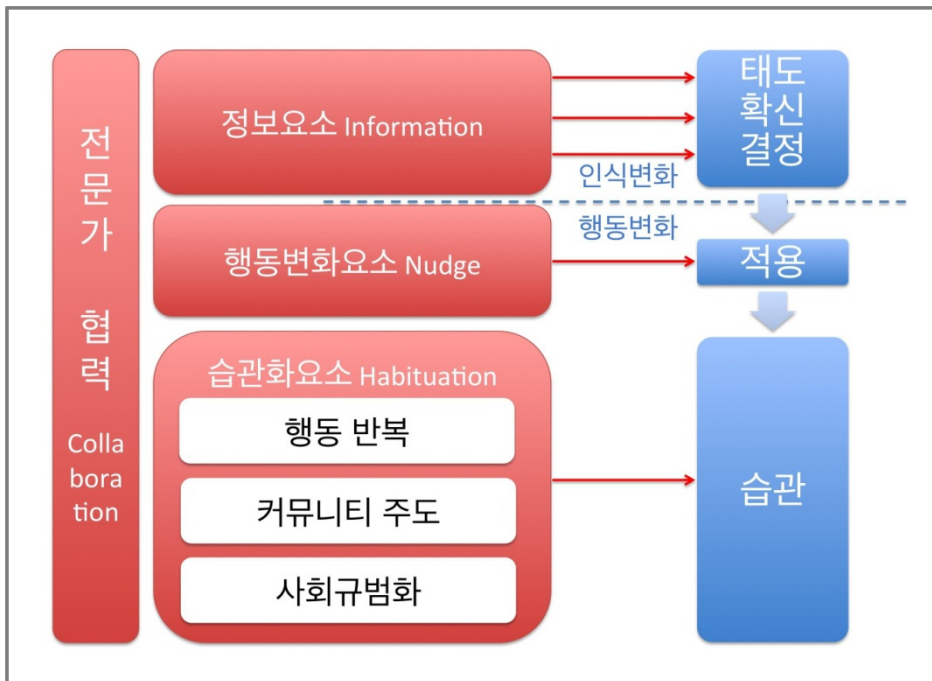 전
문
가
협
력
Colla
bora
tion
정보요소 Information
태도
확신
결정
인식변화
행동변화
행동변화요소 Nudge
적용
습관화요소 Habituation
행동 반복
커뮤니티 주도
사회규범화
습관